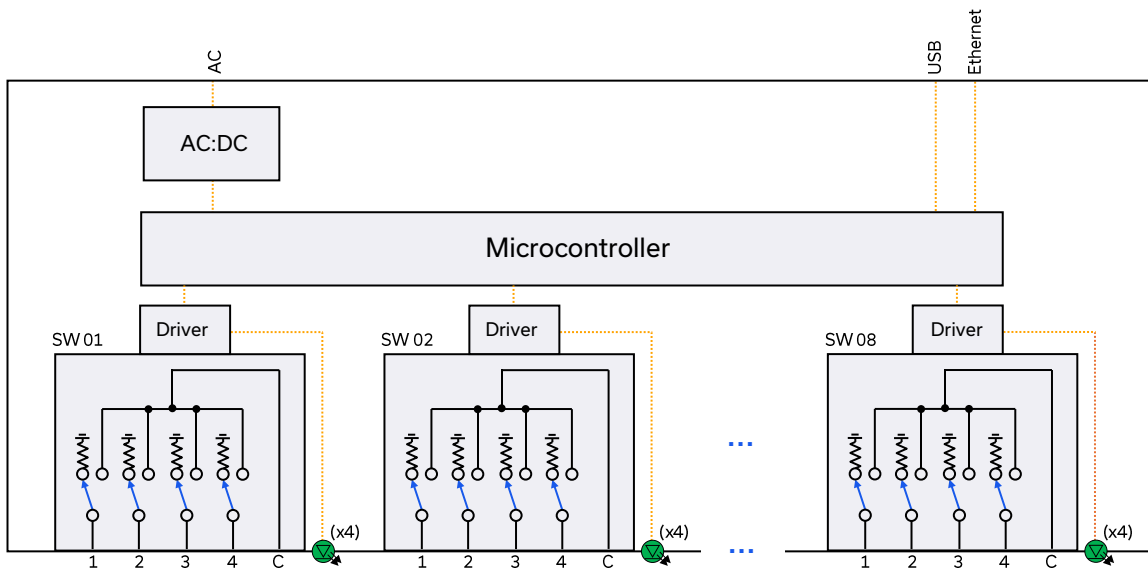 AC
USB
Ethernet
AC:DC
Microcontroller
Driver
Driver
Driver
SW 01
SW 02
SW 08
...
(x4)
(x4)
...
(x4)
1 2 3 4 C
1 2 3 4 C
1 2 3 4 C